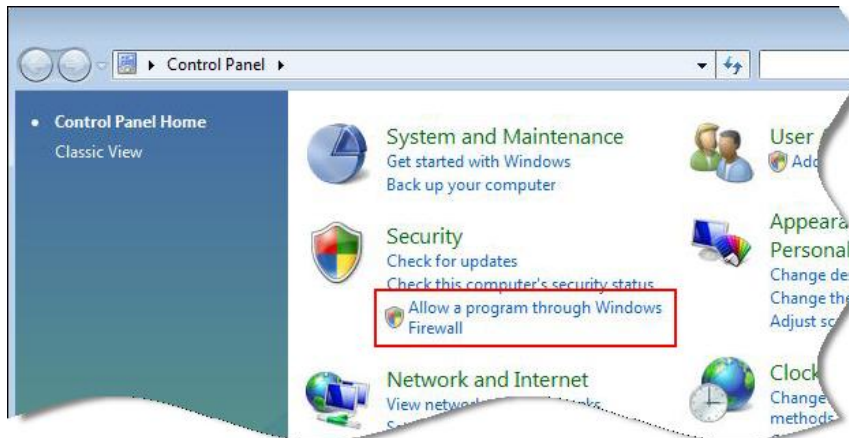 Control Panel
Control Panel Home
Classic View
System and Maintenance
Get started with Windows
Back up your computer
Security
Check for updates
Check this computer's security status
Allow a program through Windows
Firewall
Network and Internet
View
User
Appeara
Personal
Change de
Change the
Adjust sc
Clock
Change
methods